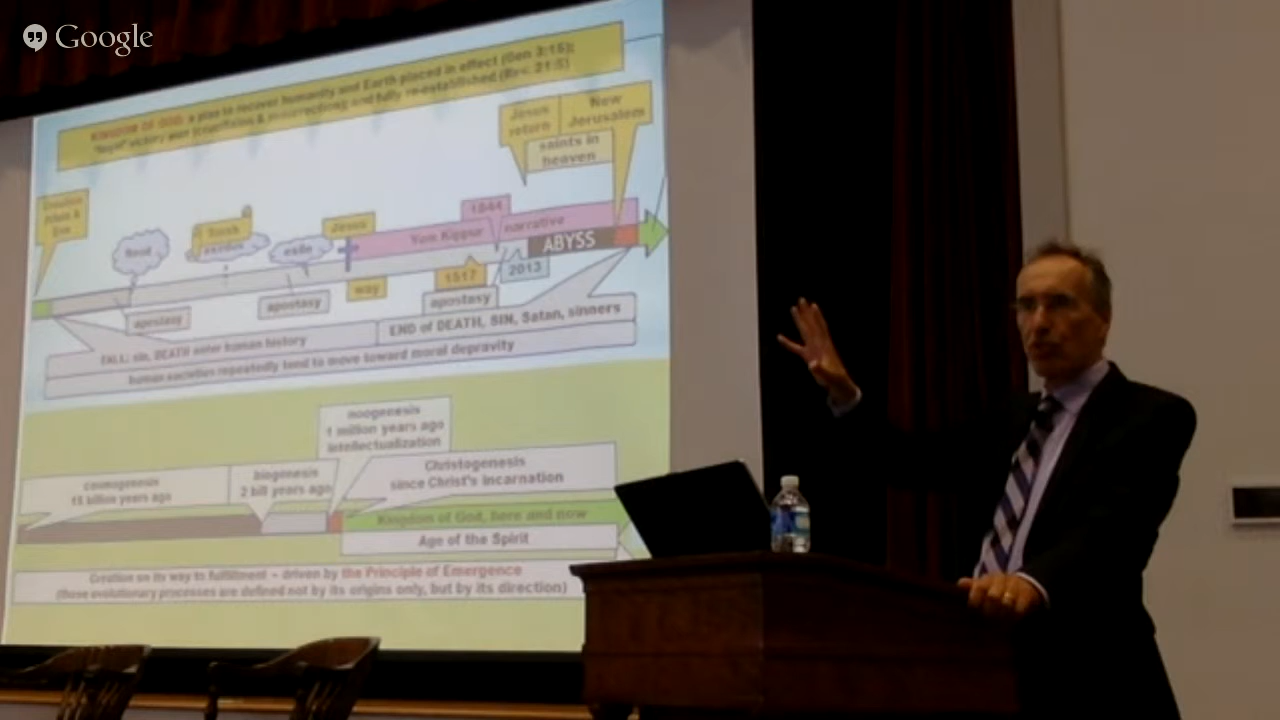 Google
KINGDOM OF GOD: a plan to recover humanity and Earth placed in effect (Gen 3:15);
"legal" victory won (crucifixion & resurrection); and fully re-established (Rev 21:5)
Jesus
return
New
Jerusalem
saints in
heaven
Creation
Eve
flood
exodus
exile
Jesus
1844
Yom Kippur
narrative
ABYSS
way
1517
2013
apostasy
apostasy
apostasy
FALL: sin, DEATH enter human history
END of DEATH, SIN, Satan, sinners
human societies repeatedly tend to move toward moral depravity
noogenesis
1 million years ago
intellectualization
cosmogenesis
15 billion years ago
biogenesis
2 bill years ago
Christogenesis
since Christ's Incarnation
Kingdom of God, here and now
Age of the Spirit
Creation on its way to fulfillment - driven by the Principle of Emergence
(those evolutionary processes are defined not by its origins only, but by its direction)